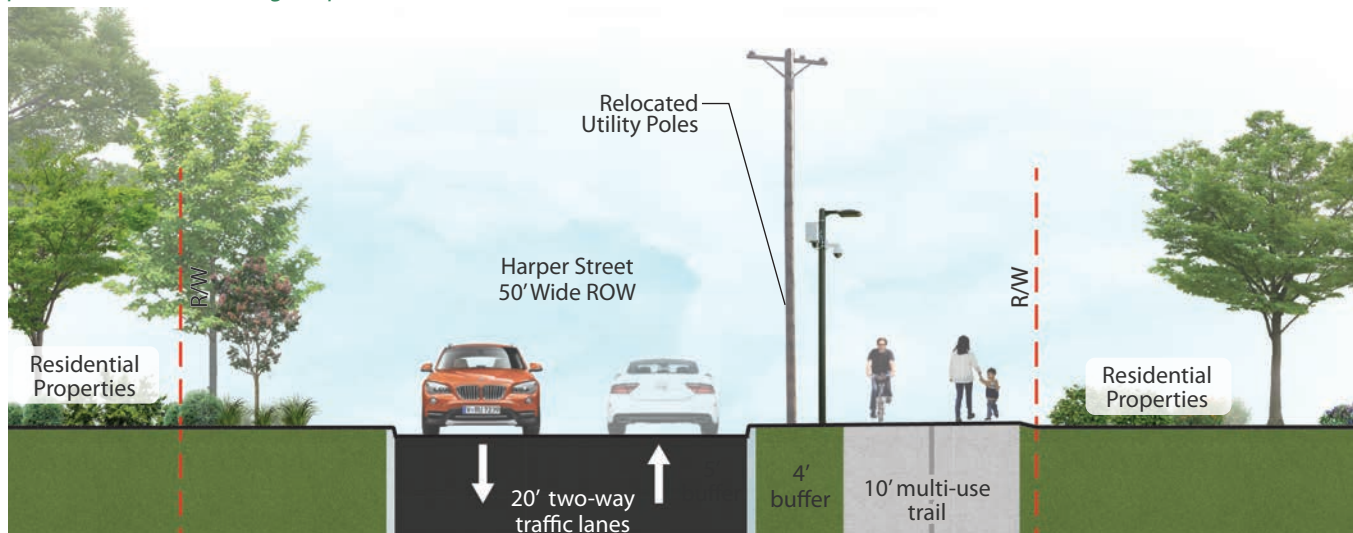 Relocated
Utility Poles
Harper Street
50' Wide ROW
R/W
R/W
Residential
Properties
Residential
Properties
20' two-way
traffic lanes
4'
buffer
10' multi-use
trail